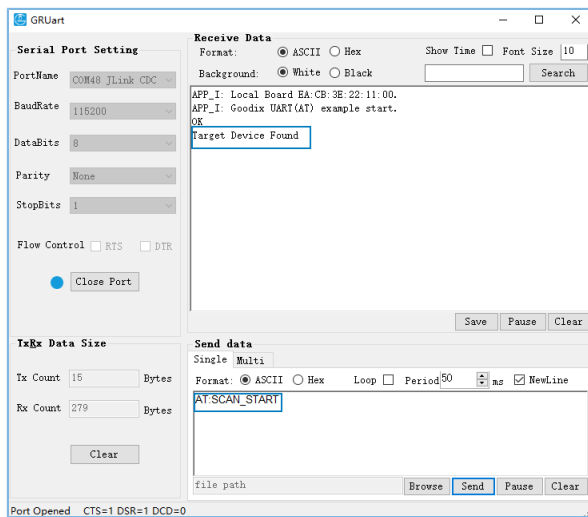 GRUart
Serial Port Setting
PortName COM48 JLink CDC
BaudRate 115200
DataBits 8
Parity None
StopBits 1
Flow Control RTS DTR
Close Port
Receive Data
Format: ASCII Hex Show Time Font Size 10
Background: White Black Search
APP_I: Local Board EA:CB:3E:22:11:00.
APP_I: Goodix UART(AT) example start.
OK
Target Device Found
Save Pause Clear
TxRx Data Size
Tx Count 15 Bytes
Rx Count 279 Bytes
Clear
Send data
Single Multi
Format: ASCII Hex Loop Period 50 ms NewLine
AT:SCAN_START
file path Browse Send Pause Clear
Port Opened CTS=1 DSR=1 DCD=0